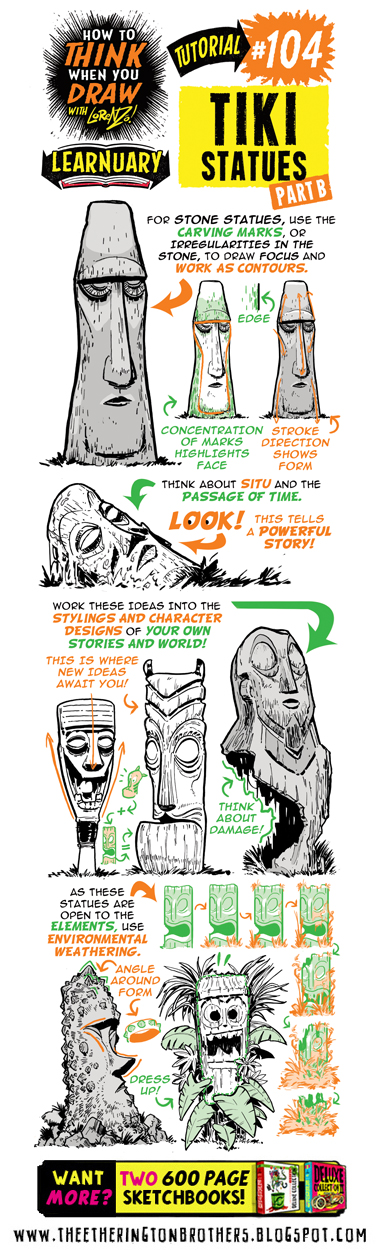 HOW TO
THINK
WHEN YOU
DRAW
WITH LORENZO!
LEARNUARY
TUTORIAL
#104
TIKI
STATUES
PART B
FOR STONE STATUES, USE THE
CARVING MARKS, OR
IRREGULARITIES IN THE
STONE, TO DRAW FOCUS AND
WORK AS CONTOURS.
EDGE
CONCENTRATION
OF MARKS
HIGHLIGHTS
FACE
STROKE
DIRECTION
SHOWS
FORM
THINK ABOUT SITU AND THE
PASSAGE OF TIME.
LOOK!
THIS TELLS
A POWERFUL
STORY!
WORK THESE IDEAS INTO THE
STYLINGS AND CHARACTER
DESIGNS OF YOUR OWN
STORIES AND WORLD!
THIS IS WHERE
NEW IDEAS
AWAIT YOU!
THINK
ABOUT
DAMAGE!
AS THESE
STATUES ARE
OPEN TO THE
ELEMENTS, USE
ENVIRONMENTAL
WEATHERING.
ANGLE
AROUND
FORM
DRESS
UP!
WANT
MORE?
TWO 600 PAGE
SKETCHBOOKS!
DELUXE
WWW.THEETHERINGTONBROTHERS.BLOGSPOT.COM